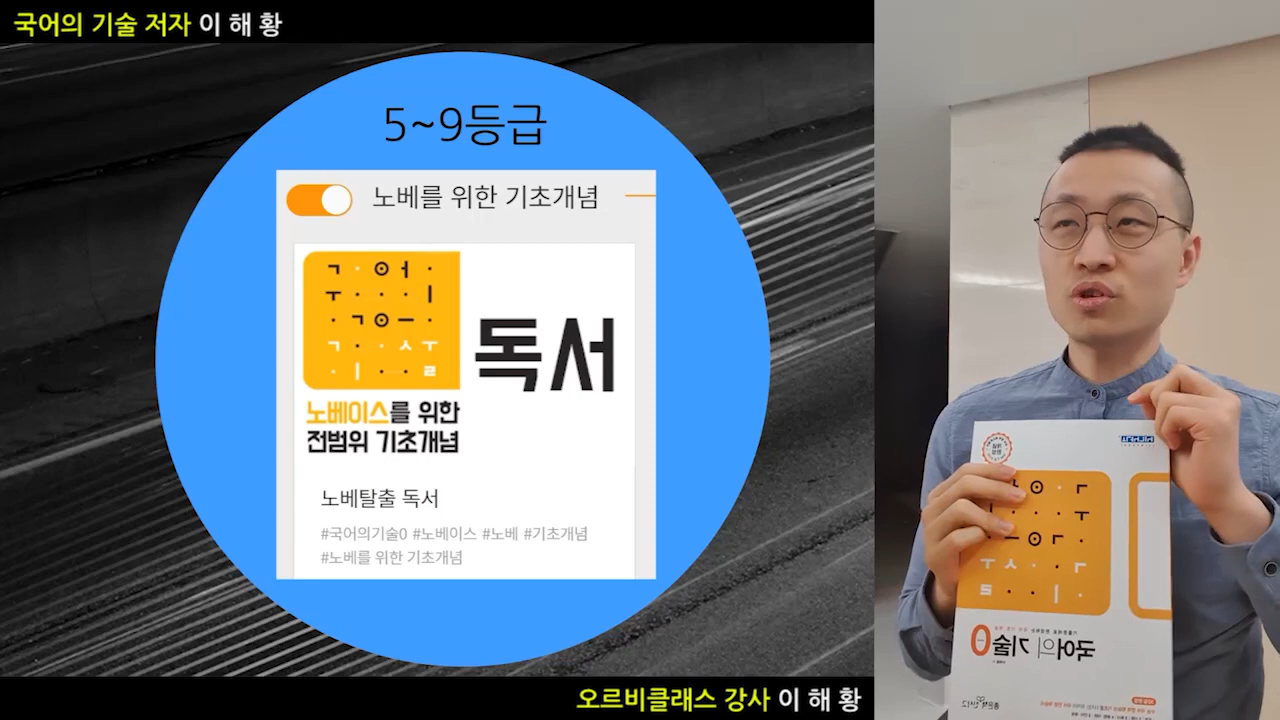 국어의 기술 저자 이 해 황
5~9등급
노베를 위한 기초개념
ㄱ · ㅇ ㅓ ·
ㅜ · · · ㅣ
· ㄱ ㅇ ㅡ ·
ㄱ · · ㅅ ㅜ
· ㅣ · · ㄹ
독서
노베이스를 위한
전범위 기초개념
노베탈출 독서
#국어의기술0 #노베이스 #노베 #기초개념
#노베를 위한 기초개념
국어의 기술 0
오르비클래스 강사 이 해 황